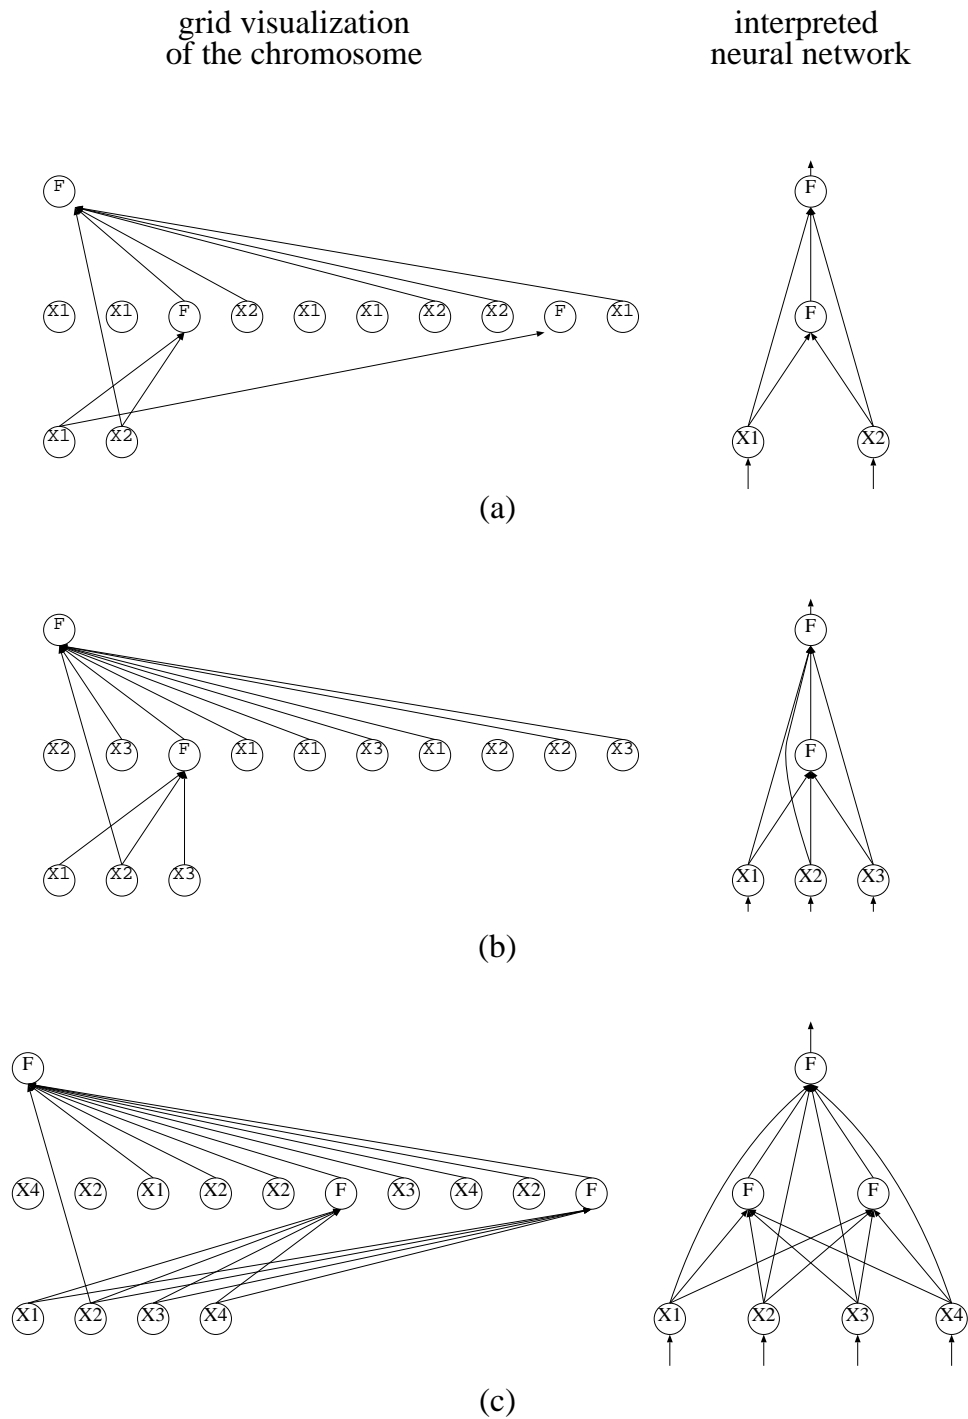 grid visualization
of the chromosome
interpreted
neural network
F
F
X1 X1 F X2 X1 X1 X2 X2 F X1
F
X1 X2
X1 X2
(a)
F
F
X2 X3 F X1 X1 X3 X1 X2 X2 X3
F
X1 X2 X3
X1 X2 X3
(b)
F
F
X4 X2 X1 X2 X2 F X3 X4 X2 F
F F
X1 X2 X3 X4
X1 X2 X3 X4
(c)